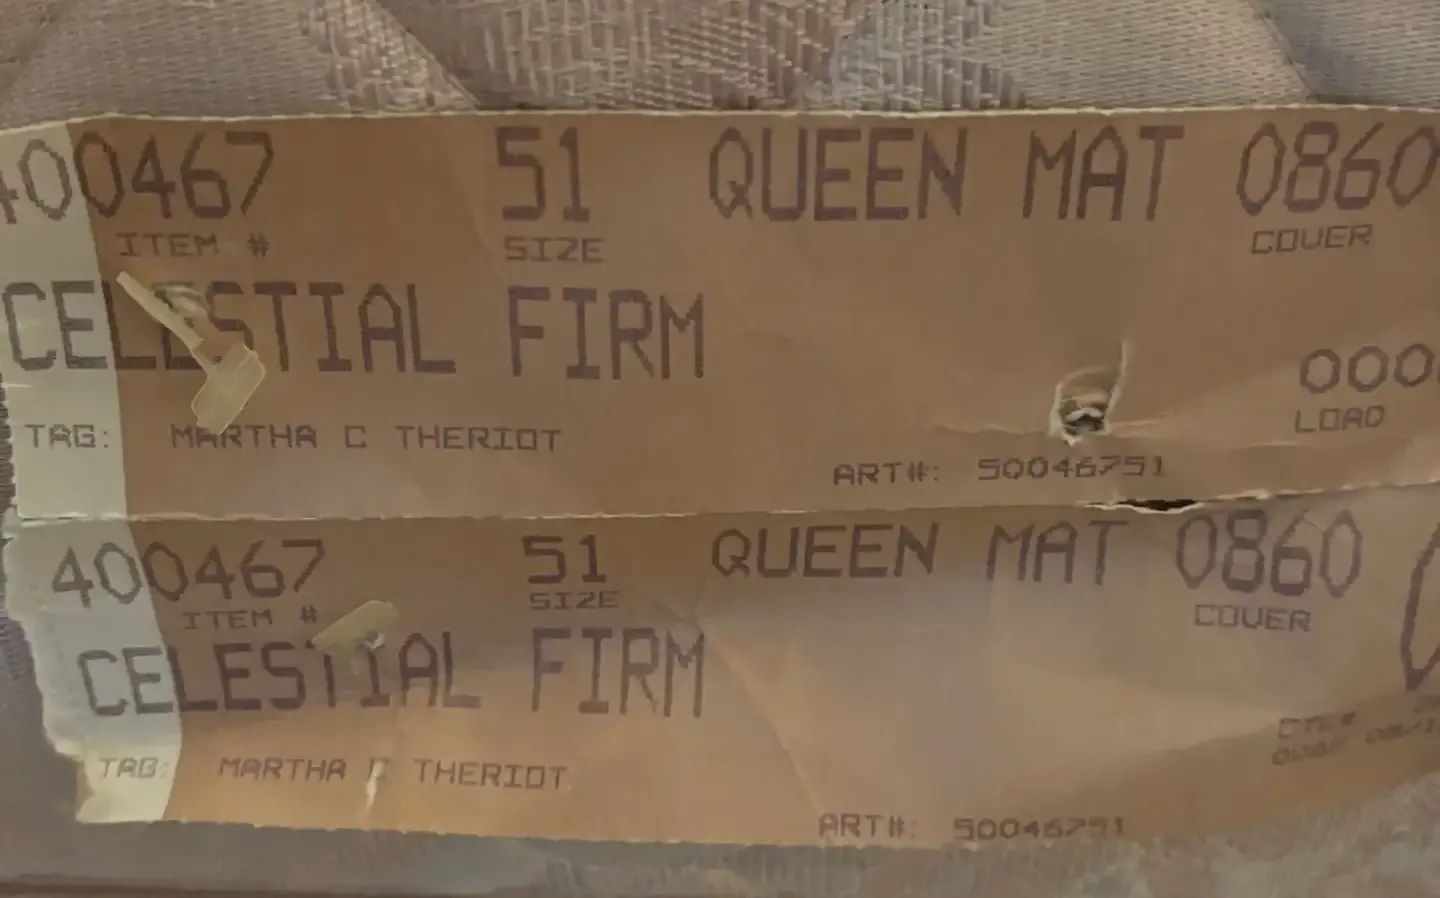 400467 51 QUEEN MAT 0860
ITEM # SIZE COVER
CELESTIAL FIRM
000
LOAD
TAG: MARTHA C THERIOT
ART#: 50046751
400467 51 QUEEN MAT 0860
ITEM # SIZE COVER
CELESTIAL FIRM
TAG: MARTHA C THERIOT
ART#: 50046751